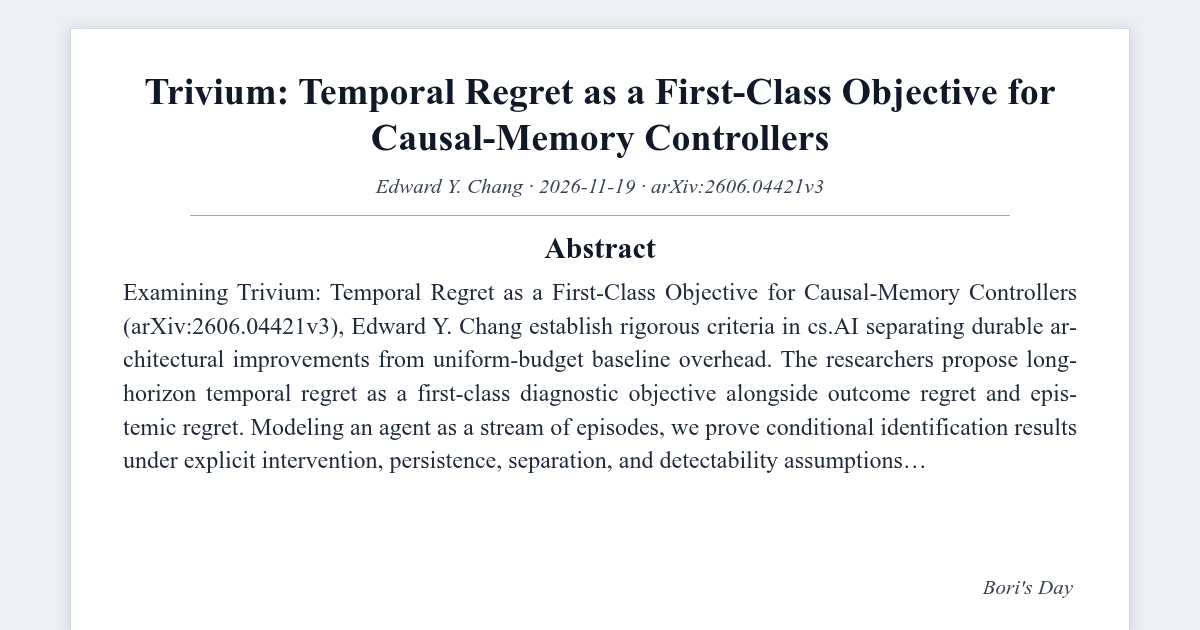 Trivium: Temporal Regret as a First-Class Objective for
Causal-Memory Controllers
Edward Y. Chang · 2026-11-19 · arXiv:2606.04421v3
Abstract
Examining Trivium: Temporal Regret as a First-Class Objective for Causal-Memory Controllers
(arXiv:2606.04421v3), Edward Y. Chang establish rigorous criteria in cs.AI separating durable ar-
chitectural improvements from uniform-budget baseline overhead. The researchers propose long-
horizon temporal regret as a first-class diagnostic objective alongside outcome regret and epis-
temic regret. Modeling an agent as a stream of episodes, we prove conditional identification results
under explicit intervention, persistence, separation, and detectability assumptions…
Bori's Day